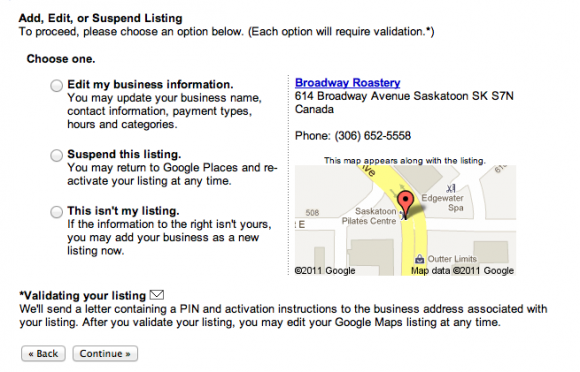 Add, Edit, or Suspend Listing
To proceed, please choose an option below. (Each option will require validation.*)
Choose one.
Edit my business information.
You may update your business name,
contact information, payment types,
hours and categories.
Suspend this listing.
You may return to Google Places and re-
activate your listing at any time.
This isn't my listing.
If the information to the right isn't yours,
you may add your business as a new
listing now.
Broadway Roastery
614 Broadway Avenue Saskatoon SK S7N
Canada
Phone: (306) 652-5558
This map appears along with the listing.
ve
Edgewater
Spa
508
Saskatoon
Pilates Centre
E
Outter Limits
©2011 Google
Map data ©2011 Google
*Validating your listing
We'll send a letter containing a PIN and activation instructions to the business address associated with
your listing. After you validate your listing, you may edit your Google Maps listing at any time.
« Back
Continue »